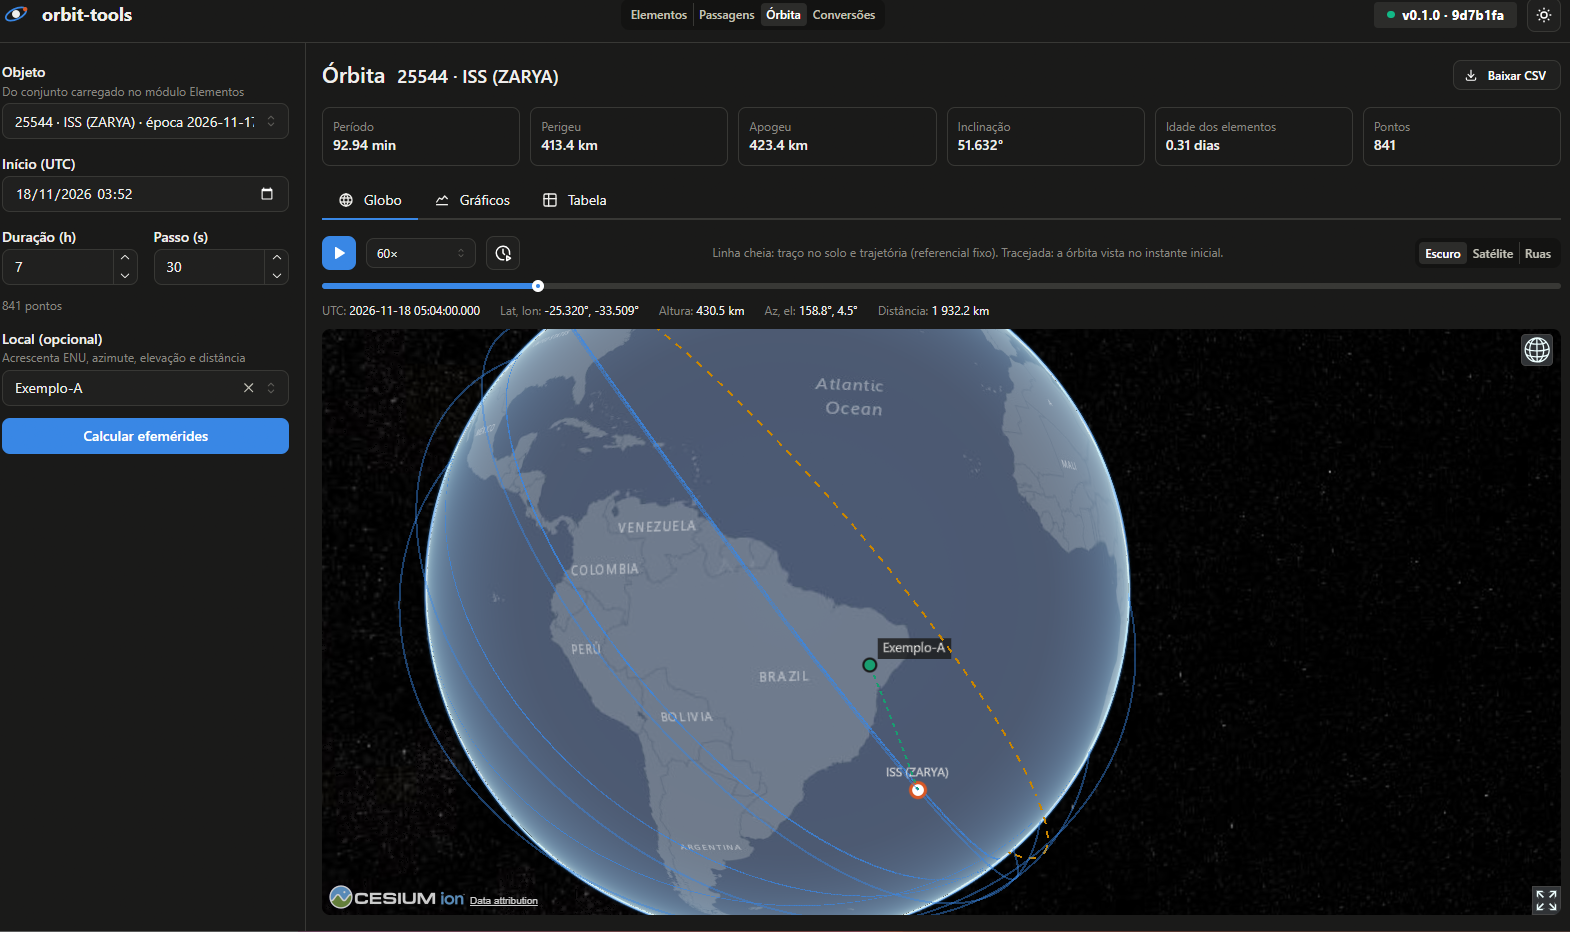 orbit-tools
Elementos Passagens Órbita Conversões
v0.1.0 · 9d7b1fa
Objeto
Do conjunto carregado no módulo Elementos
25544 · ISS (ZARYA) · época 2026-11-17
Início (UTC)
18/11/2026 03:52
Duração (h) Passo (s)
7 30
841 pontos
Local (opcional)
Acrescenta ENU, azimute, elevação e distância
Exemplo-A
Calcular efemérides
Órbita 25544 · ISS (ZARYA)
Baixar CSV
Período
92.94 min
Perigeu
413.4 km
Apogeu
423.4 km
Inclinação
51.632°
Idade dos elementos
0.31 dias
Pontos
841
Globo Gráficos Tabela
60×
Linha cheia: traço no solo e trajetória (referencial fixo). Tracejada: a órbita vista no instante inicial.
Escuro Satélite Ruas
UTC: 2026-11-18 05:04:00.000 Lat, lon: -25.320°, -33.509° Altura: 430.5 km Az, el: 158.8°, 4.5° Distância: 1 932.2 km
Atlantic
Ocean
MALI
VENEZUELA
COLOMBIA
Exemplo-A
PERÚ
BRAZIL
BOLIVIA
ISS (ZARYA)
ARGENTINA
CESIUM ion Data attribution